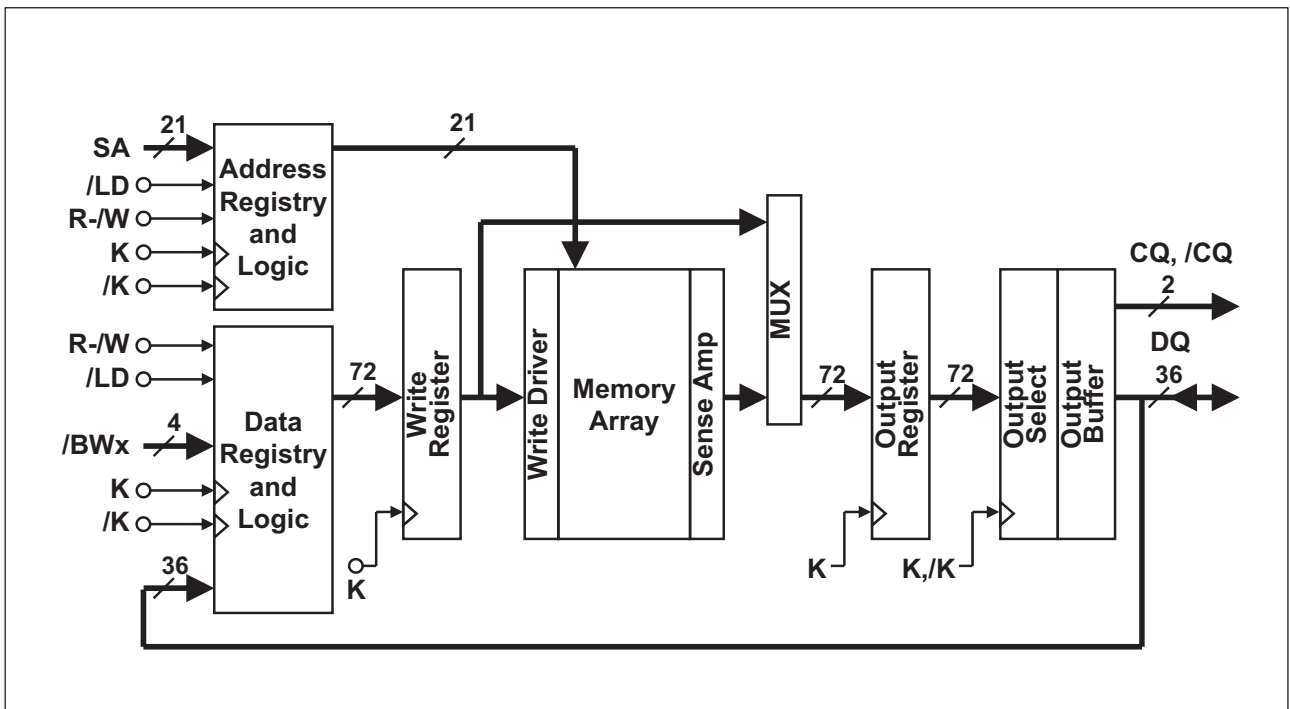 SA
21
/LD
R-/W
K
/K
Address
Registry
and
Logic
21
R-/W
/LD
/BWx
4
K
/K
36
Data
Registry
and
Logic
72
Write
Register
K
Write Driver
Memory
Array
Sense Amp
MUX
72
Output
Register
K
72
Output
Select
K,/K
Output
Buffer
CQ, /CQ
2
DQ
36